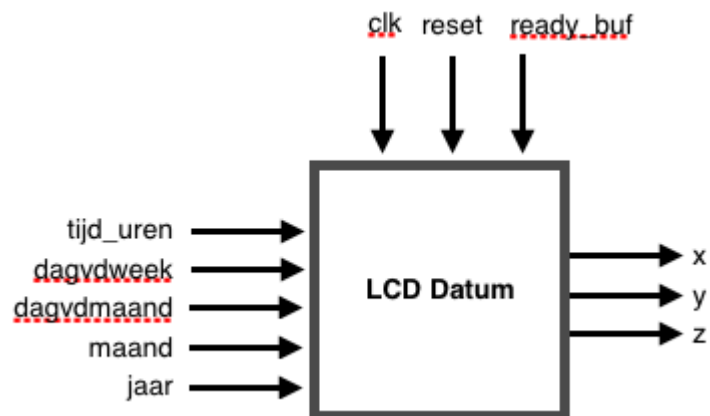 clk reset ready_buf
tijd_uren
dagvdweek
dagvdmaand
maand
jaar
LCD Datum
x
y
z